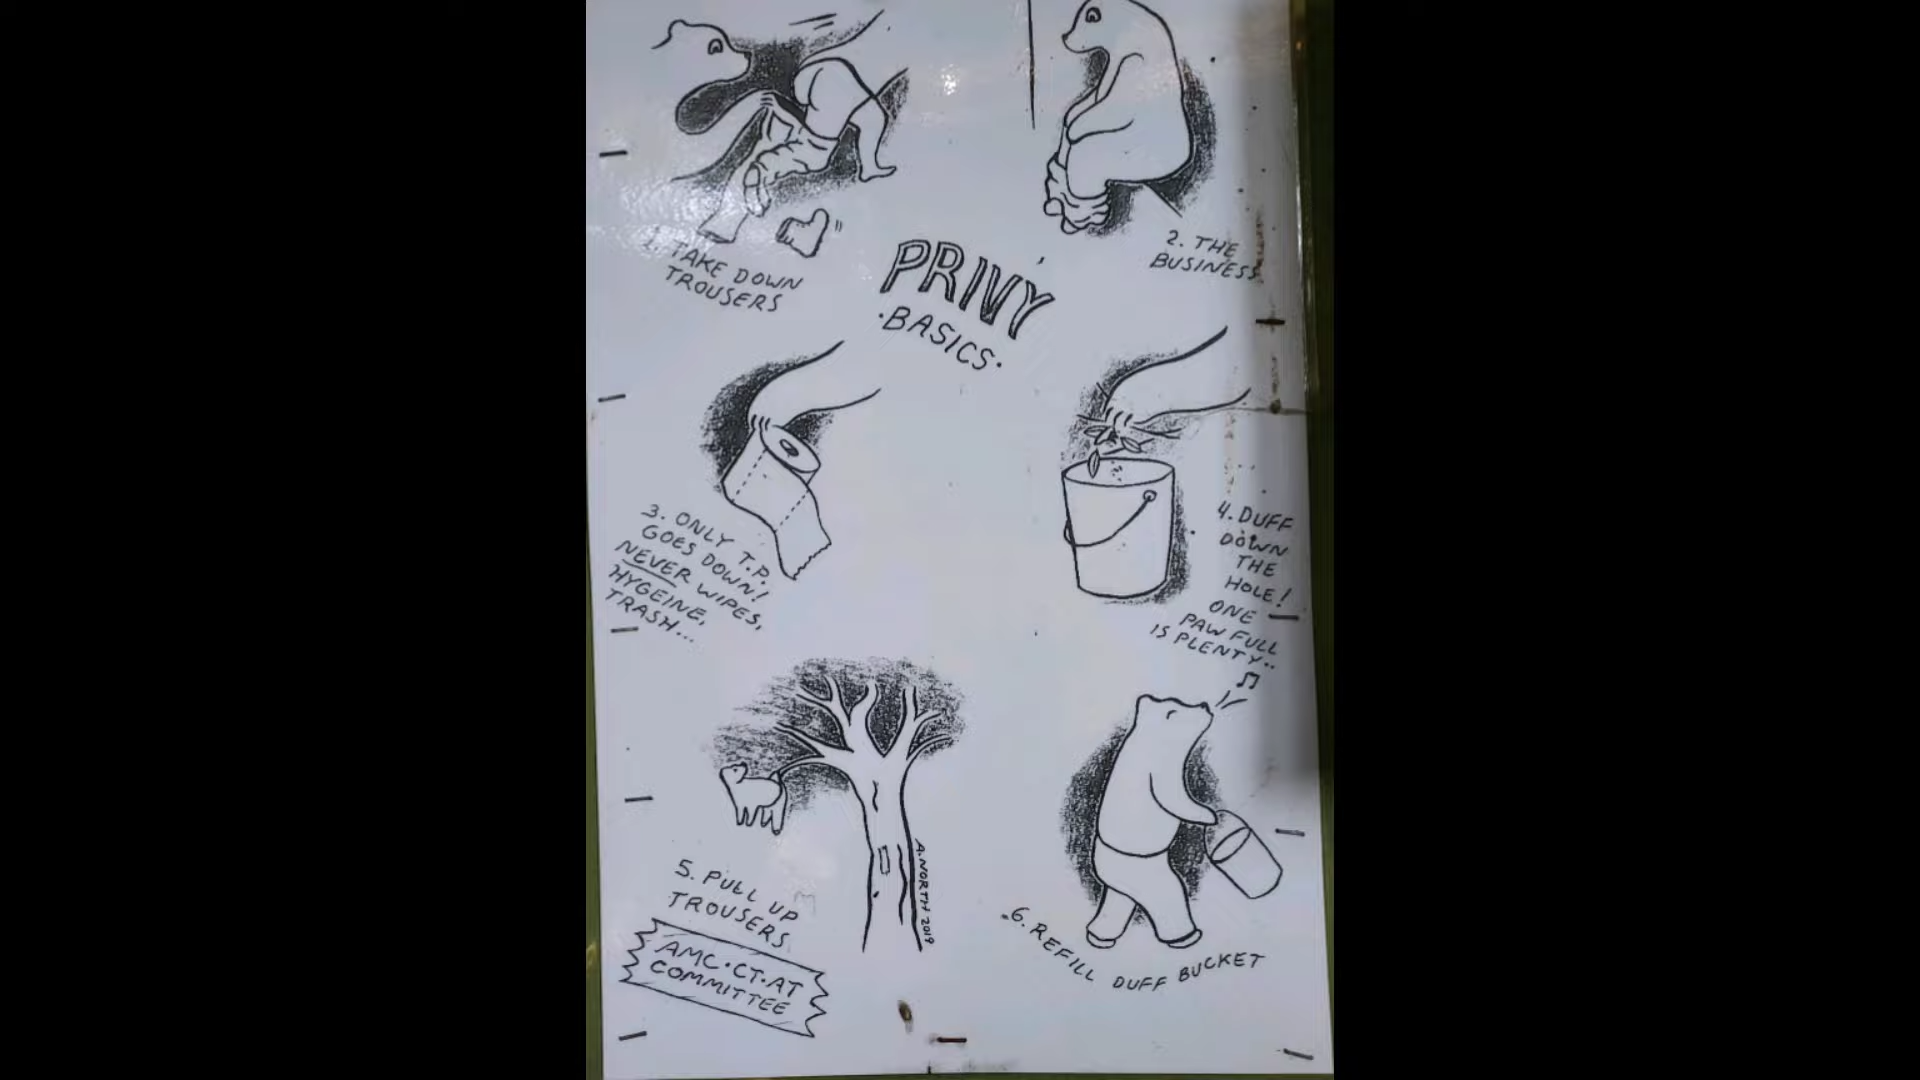 1. TAKE DOWN
TROUSERS
2. THE
BUSINESS
PRIVY
·BASICS·
3. ONLY T.P.
GOES DOWN!
NEVER WIPES,
HYGEINE,
TRASH...
4. DUFF
DOWN
THE
HOLE!
ONE
PAW FULL
IS PLENTY..
5. PULL UP
TROUSERS
A. NORTH 2019
AMC·CT·AT
COMMITTEE
6. REFILL DUFF BUCKET